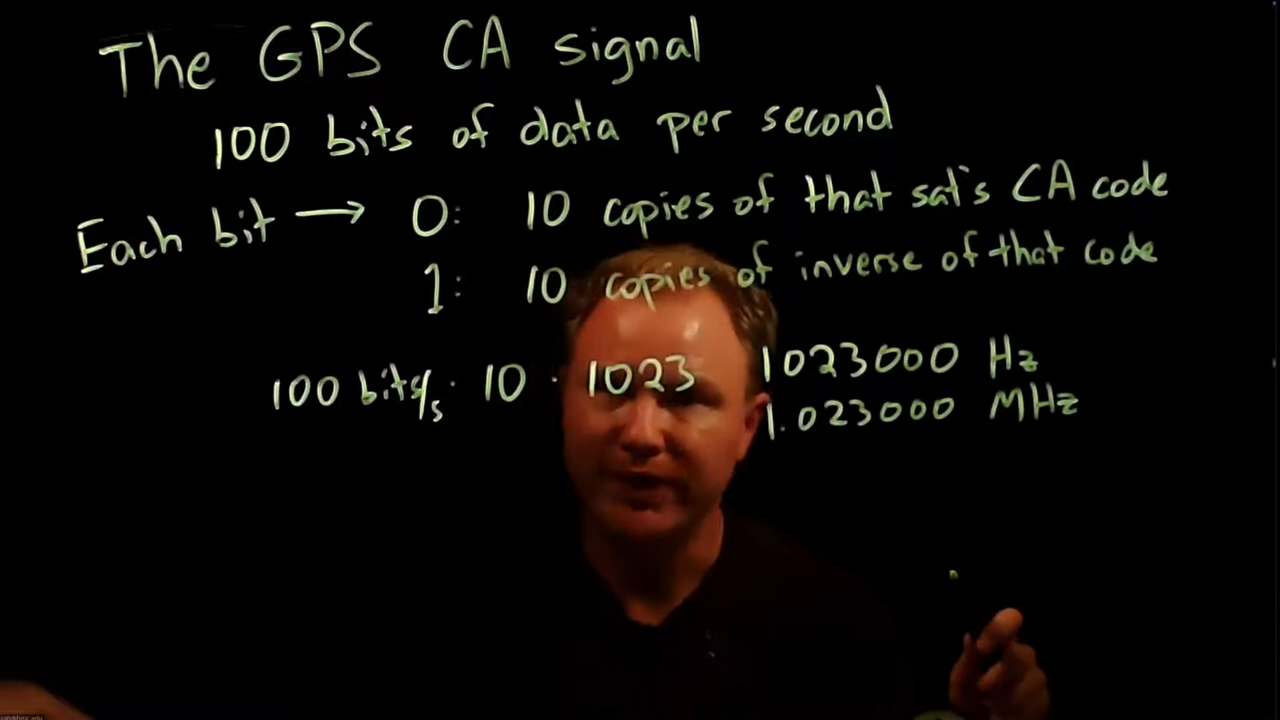 The GPS CA signal
100 bits of data per second
Each bit → 0: 10 copies of that sat's CA code
1: 10 copies of inverse of that code
100 bits/s · 10 · 1023 1023000 Hz
1.023000 MHz